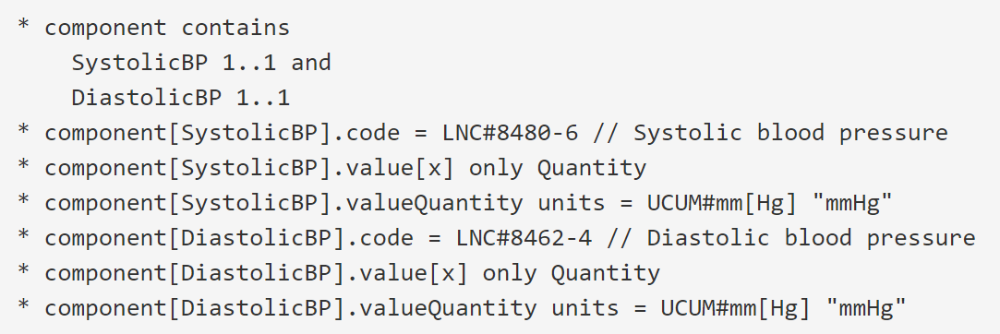 * component contains
    SystolicBP 1..1 and
    DiastolicBP 1..1
* component[SystolicBP].code = LNC#8480-6 // Systolic blood pressure
* component[SystolicBP].value[x] only Quantity
* component[SystolicBP].valueQuantity units = UCUM#mm[Hg] "mmHg"
* component[DiastolicBP].code = LNC#8462-4 // Diastolic blood pressure
* component[DiastolicBP].value[x] only Quantity
* component[DiastolicBP].valueQuantity units = UCUM#mm[Hg] "mmHg"